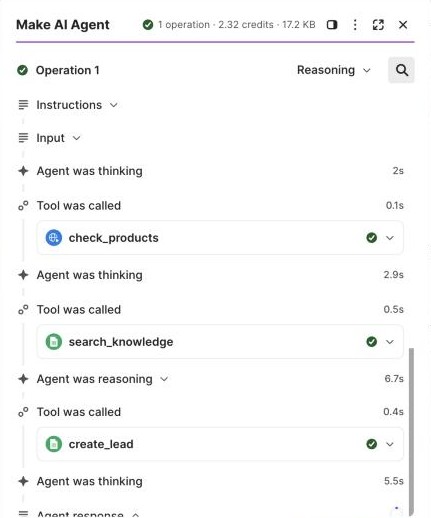 Make AI Agent 1 operation · 2.32 credits · 17.2 KB
Operation 1 Reasoning
Instructions
Input
Agent was thinking 2s
Tool was called 0.1s
check_products
Agent was thinking 2.9s
Tool was called 0.5s
search_knowledge
Agent was reasoning 6.7s
Tool was called 0.4s
create_lead
Agent was thinking 5.5s
Agent response